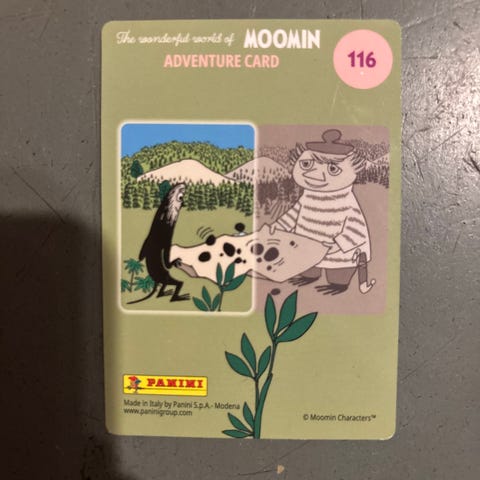 The wonderful world of MOOMIN
ADVENTURE CARD
116
PANINI
Made in Italy by Panini S.p.A.- Modena
www.paninigroup.com
© Moomin Characters™